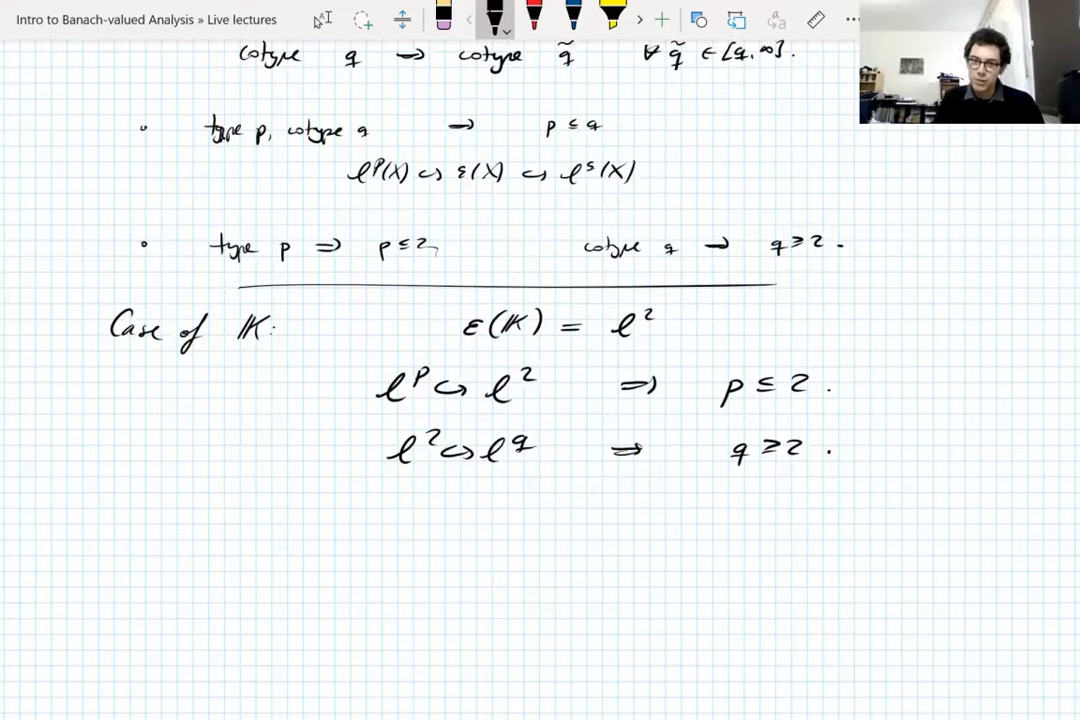 Intro to Banach-valued Analysis » Live lectures
cotype q → cotype q̃ ∀ q̃ ∈ [q, ∞].
• type p, cotype q → p ≤ q
ℓᵖ(X) ↪ ε(X) ↪ ℓ^q(X)
• type p ⇒ p ≤ 2, cotype q → q ≥ 2.
Case of 𝕂: ε(𝕂) = ℓ²
ℓᵖ ↪ ℓ² ⇒ p ≤ 2.
ℓ² ↪ ℓ^q ⇒ q ≥ 2.